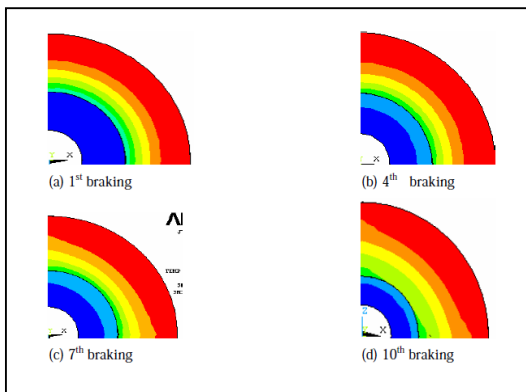 Y X
(a) 1st braking
X
(b) 4th braking
X
(c) 7th braking
Z
X
(d) 10th braking